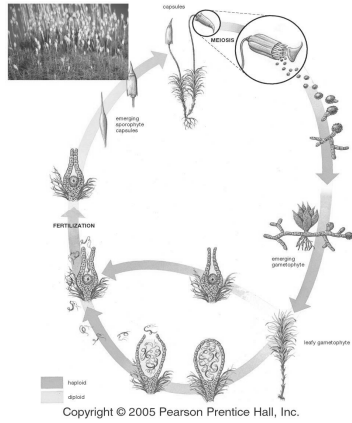 capsules
MEIOSIS
emerging
sporophyte
capsules
FERTILIZATION
emerging
gametophyte
leafy gametophyte
haploid
diploid
Copyright © 2005 Pearson Prentice Hall, Inc.